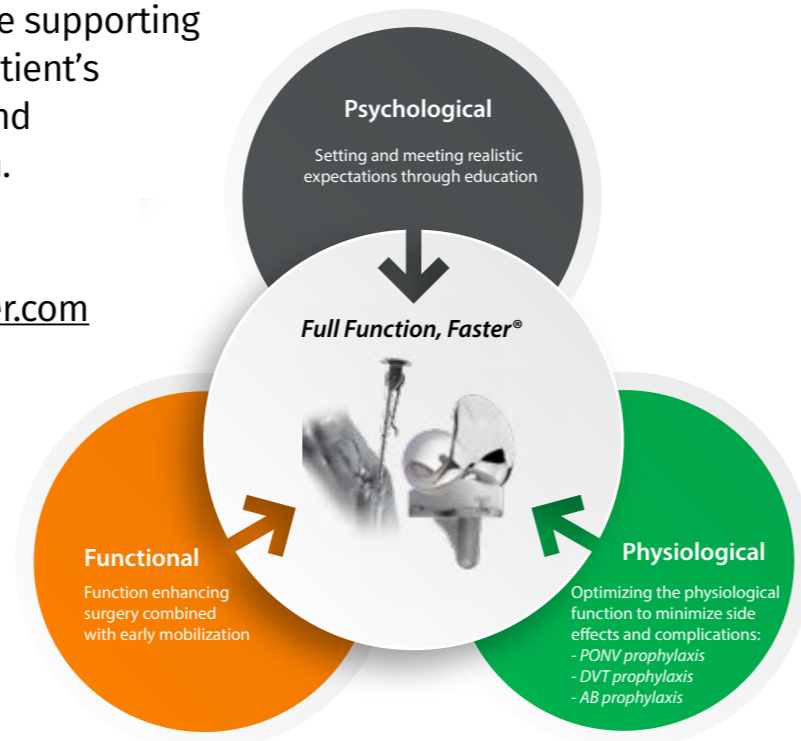 supporting
tient's
nd
er.com
Psychological
Setting and meeting realistic
expectations through education
Full Function, Faster®
Functional
Function enhancing
surgery combined
with early mobilization
Physiological
Optimizing the physiological
function to minimize side
effects and complications:
- PONV prophylaxis
- DVT prophylaxis
- AB prophylaxis